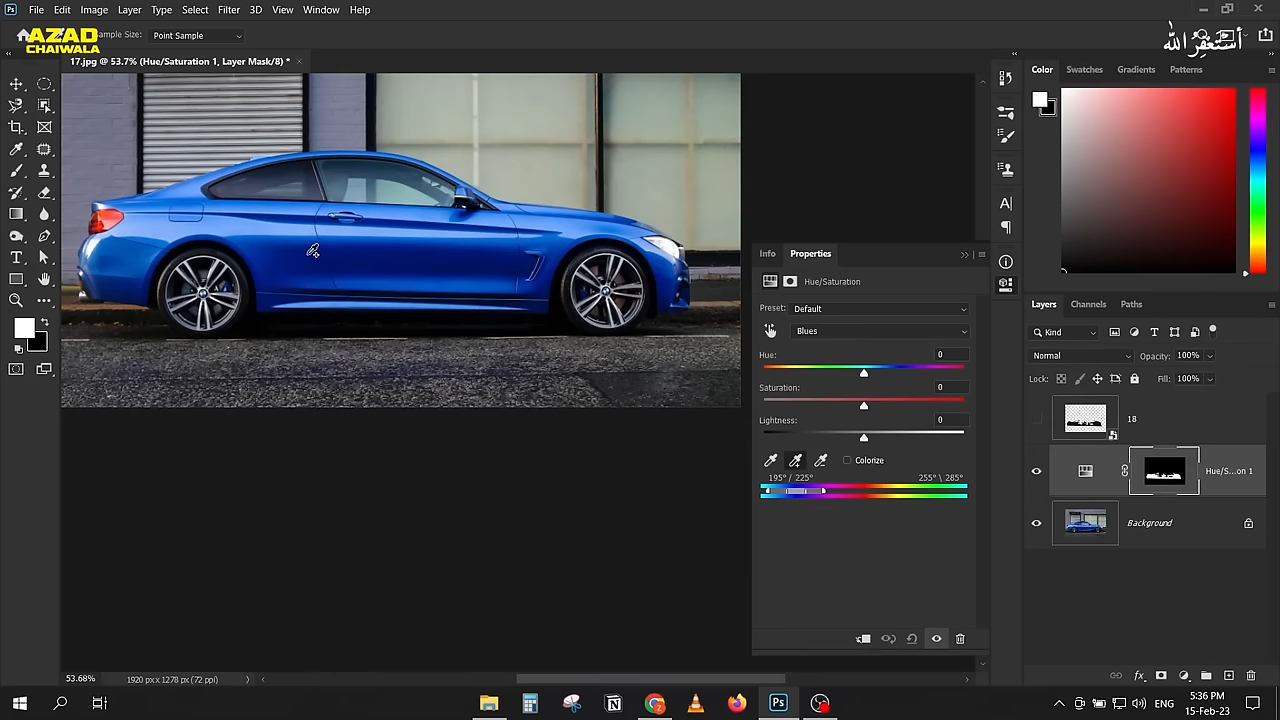 Ps File Edit Image Layer Type Select Filter 3D View Window Help
AZAD
CHAIWALA
Sample Size: Point Sample
أستغفر الله
17.jpg @ 53.7% (Hue/Saturation 1, Layer Mask/8) *
Color Swatches Gradients Patterns
Info Properties
Hue/Saturation
Preset: Default
Blues
Hue: 0
Saturation: 0
Lightness: 0
Colorize
195° / 225° 255° \ 285°
Layers Channels Paths
Kind
Normal Opacity: 100%
Lock: Fill: 100%
18
Hue/S...on 1
Background
53.68% 1920 px x 1278 px (72 ppi)
ENG
5:36 PM
15-Feb-23